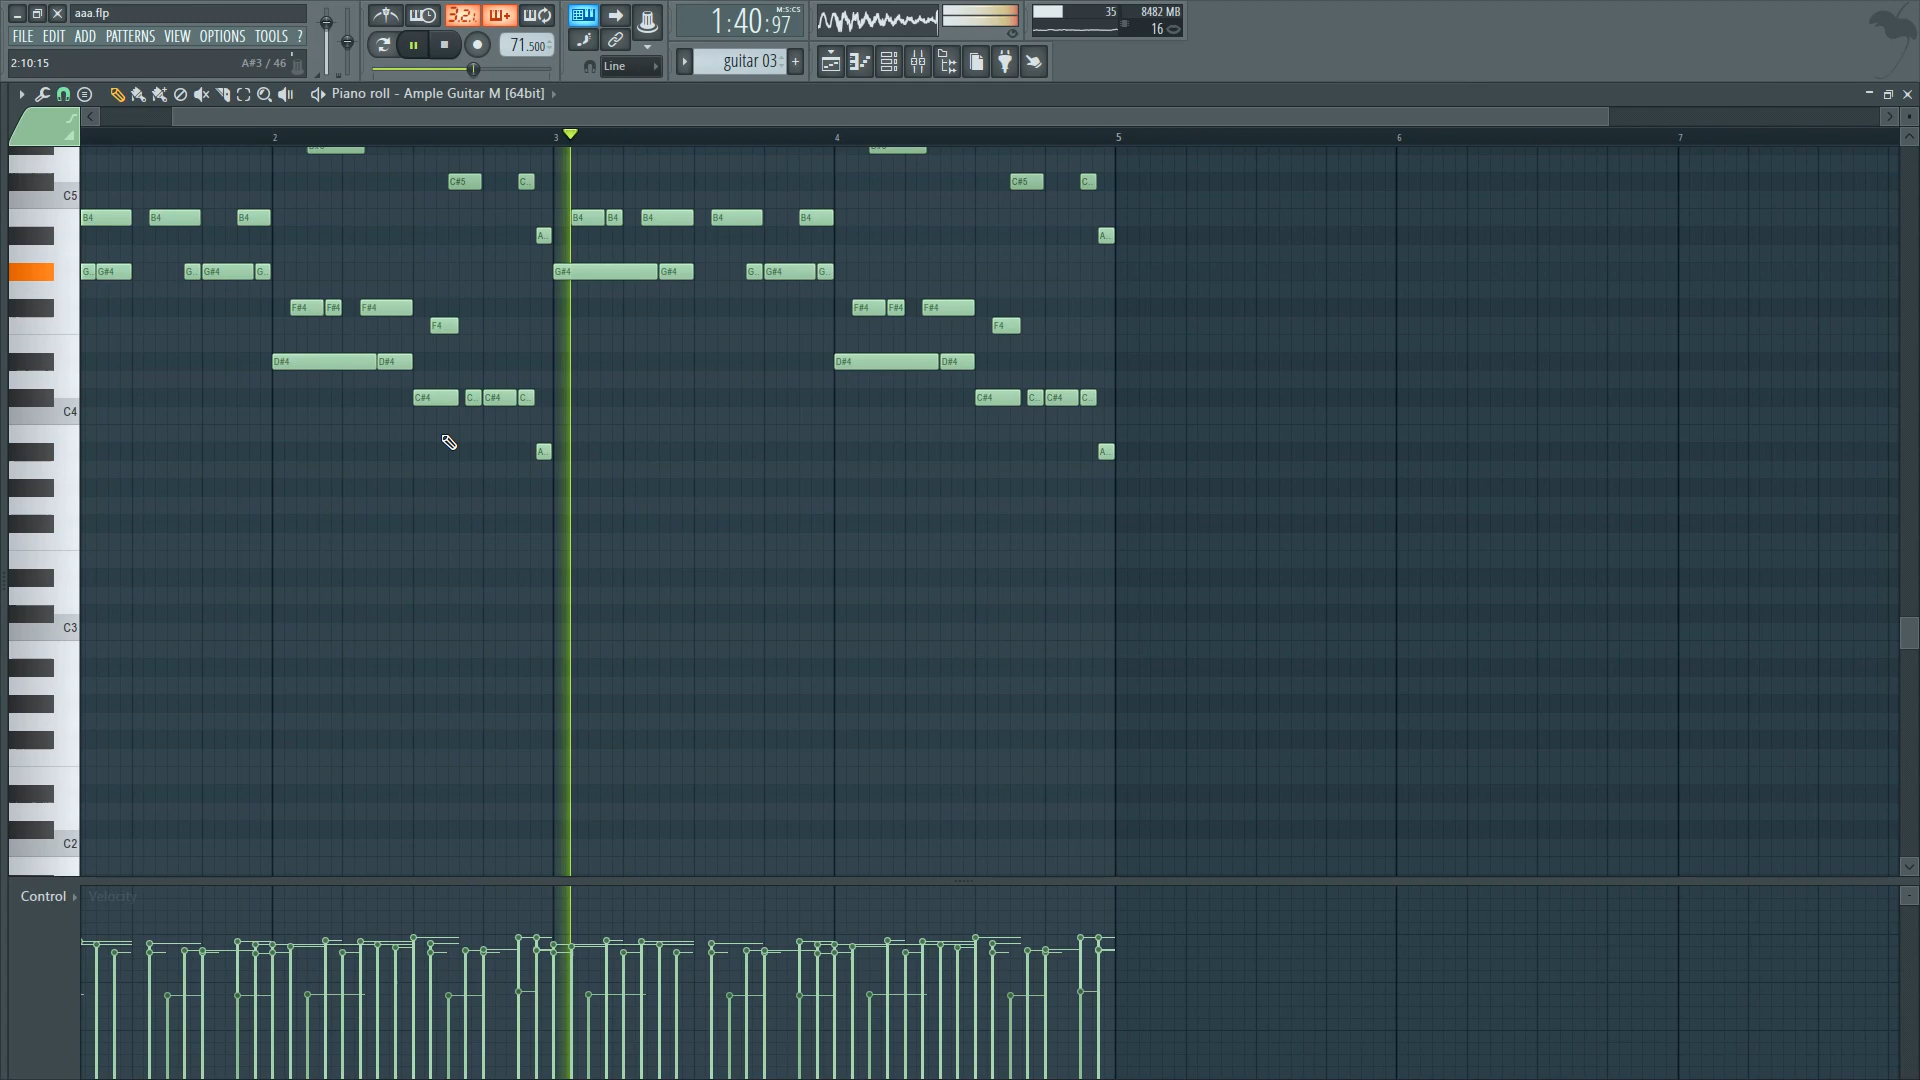 aaa.flp
FILE EDIT ADD PATTERNS VIEW OPTIONS TOOLS ?
2:10:15 A#3 / 46
3.2.
71.500
Line
1:40:97 M:S:CS
guitar 03
35 8482 MB
16
Piano roll - Ample Guitar M [64bit]
2 3 4 5 6 7
C#5 C.. C#5 C..
C5
B4 B4 B4 B4 B4 B4 B4 B4
A.. A..
G.. G#4 G.. G#4 G.. G#4 G#4 G.. G#4 G..
F#4 F#4 F#4 F#4 F#4 F#4
F4 F4
D#4 D#4 D#4 D#4
C#4 C.. C#4 C.. C#4 C.. C#4 C..
C4
A.. A..
C3
C2
Control Velocity